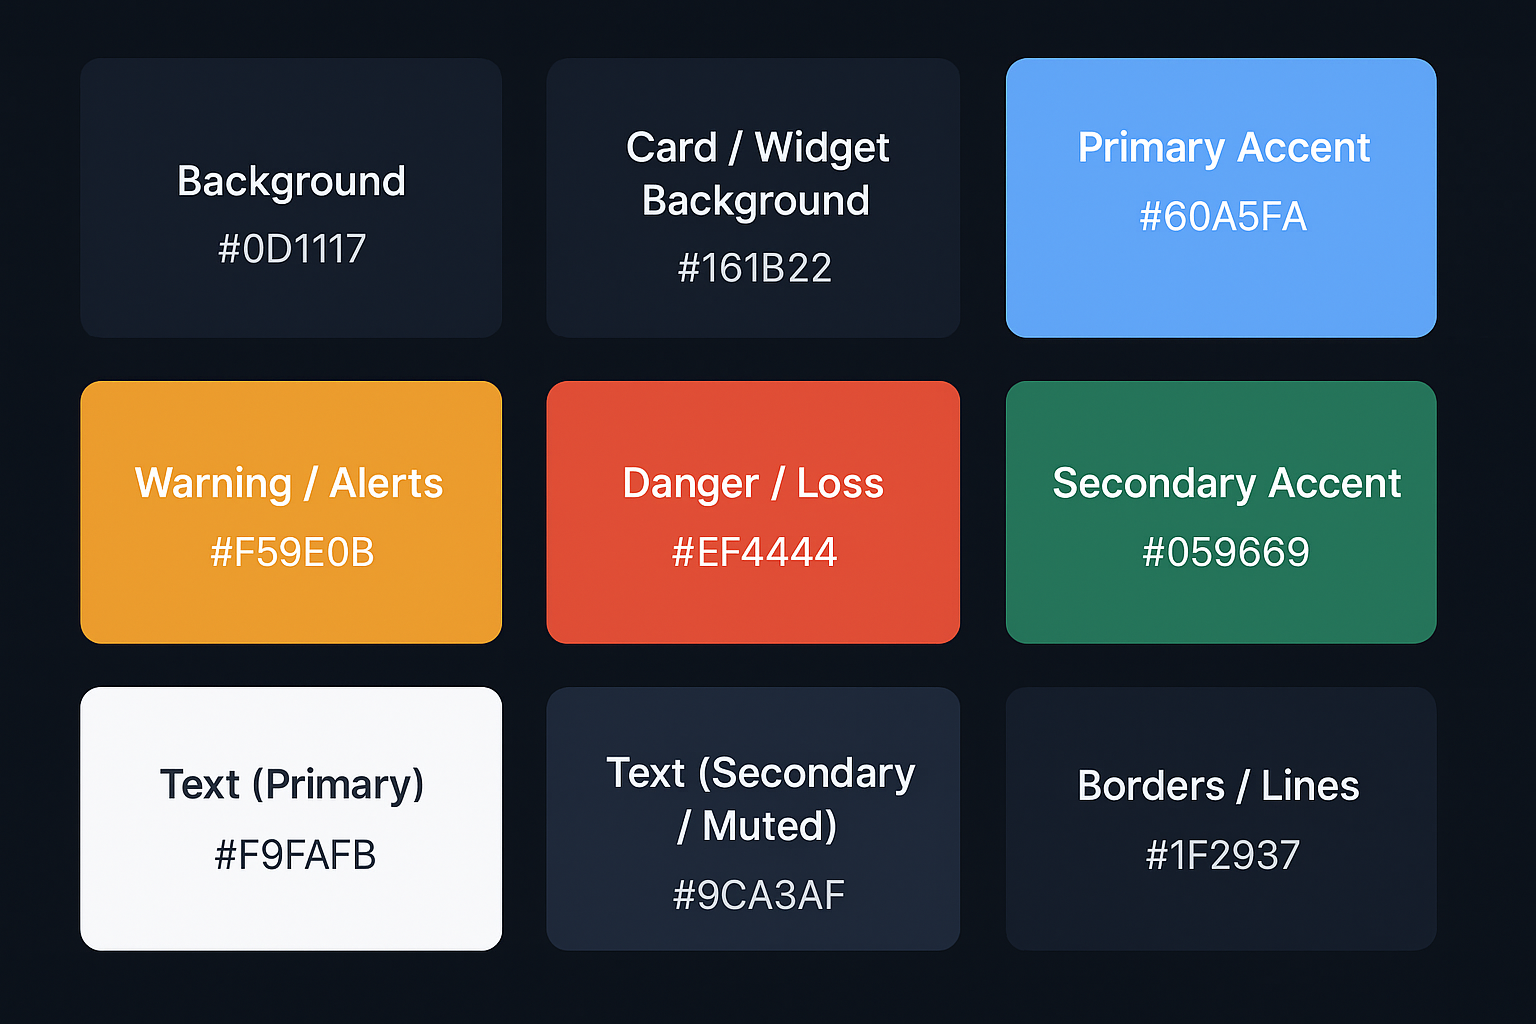 Background
#0D1117
Card / Widget
Background
#161B22
Primary Accent
#60A5FA
Warning / Alerts
#F59E0B
Danger / Loss
#EF4444
Secondary Accent
#059669
Text (Primary)
#F9FAFB
Text (Secondary
/ Muted)
#9CA3AF
Borders / Lines
#1F2937